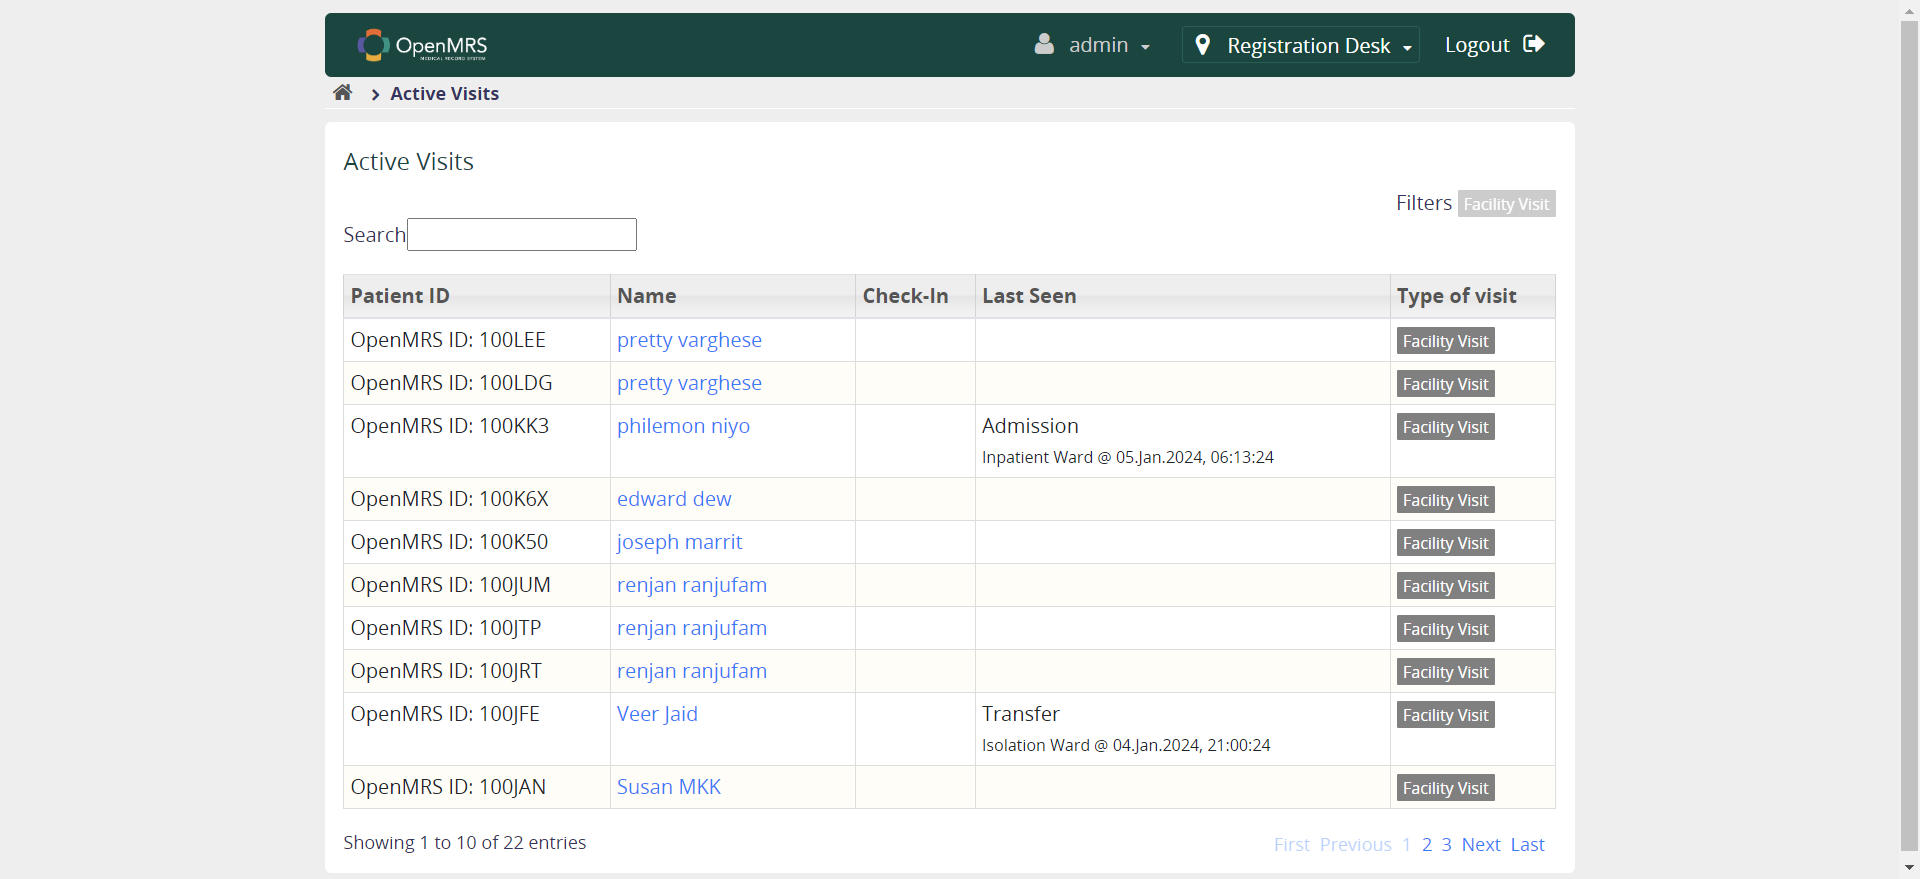 OpenMRS
MEDICAL RECORD SYSTEM
admin
Registration Desk
Logout
Active Visits
Active Visits
Filters Facility Visit
Search
Patient ID Name Check-In Last Seen Type of visit
OpenMRS ID: 100LEE pretty varghese Facility Visit
OpenMRS ID: 100LDG pretty varghese Facility Visit
OpenMRS ID: 100KK3 philemon niyo Admission Facility Visit
Inpatient Ward @ 05.Jan.2024, 06:13:24
OpenMRS ID: 100K6X edward dew Facility Visit
OpenMRS ID: 100K50 joseph marrit Facility Visit
OpenMRS ID: 100JUM renjan ranjufam Facility Visit
OpenMRS ID: 100JTP renjan ranjufam Facility Visit
OpenMRS ID: 100JRT renjan ranjufam Facility Visit
OpenMRS ID: 100JFE Veer Jaid Transfer Facility Visit
Isolation Ward @ 04.Jan.2024, 21:00:24
OpenMRS ID: 100JAN Susan MKK Facility Visit
Showing 1 to 10 of 22 entries
First Previous 1 2 3 Next Last